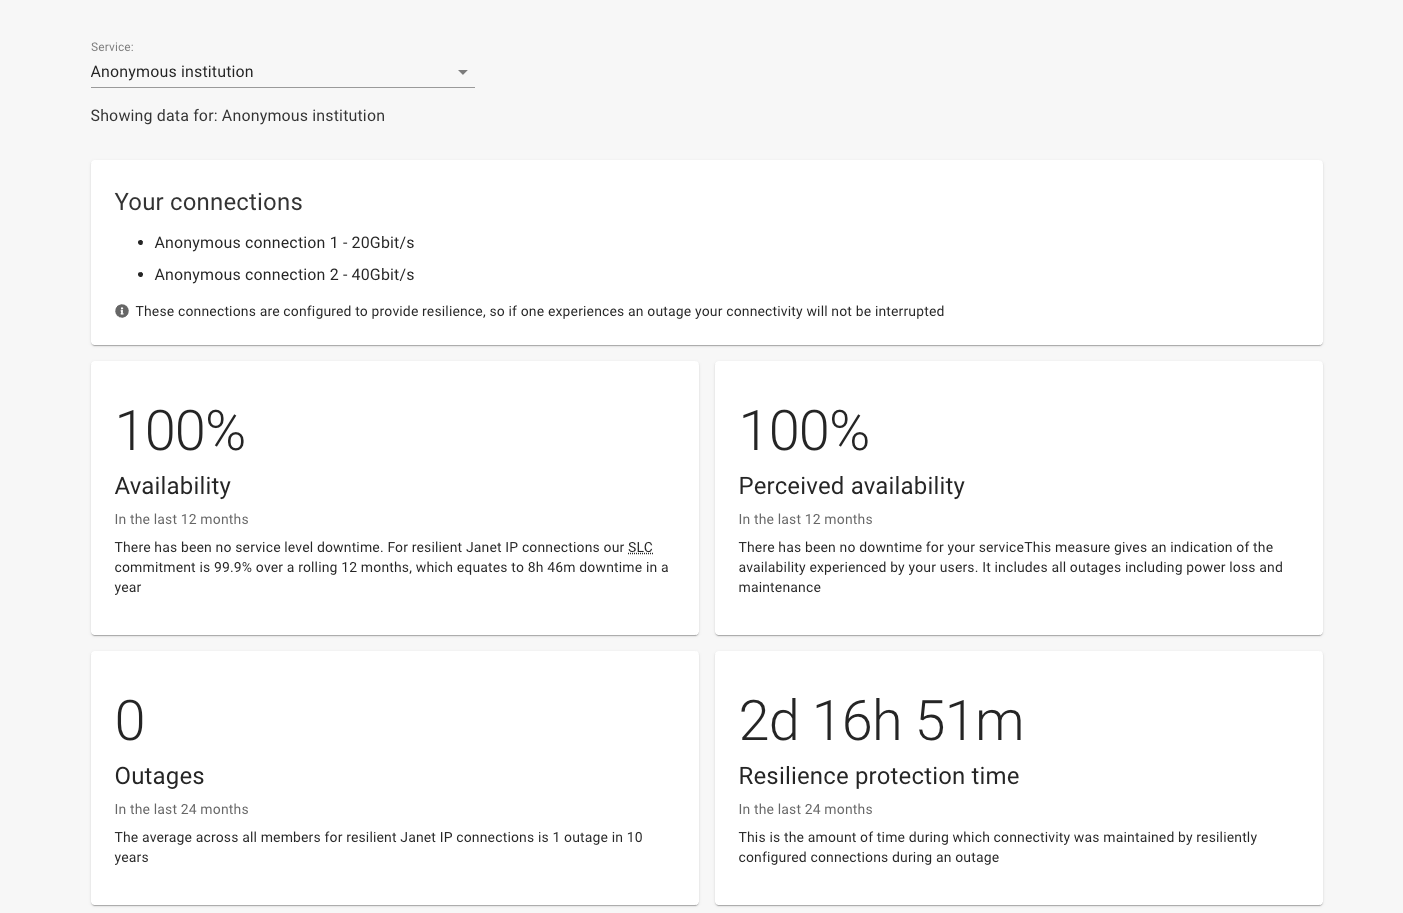 Service:
Anonymous institution
Showing data for: Anonymous institution
Your connections
• Anonymous connection 1 - 20Gbit/s
• Anonymous connection 2 - 40Gbit/s
These connections are configured to provide resilience, so if one experiences an outage your connectivity will not be interrupted
100%
Availability
In the last 12 months
There has been no service level downtime. For resilient Janet IP connections our SLC
commitment is 99.9% over a rolling 12 months, which equates to 8h 46m downtime in a
year
100%
Perceived availability
In the last 12 months
There has been no downtime for your serviceThis measure gives an indication of the
availability experienced by your users. It includes all outages including power loss and
maintenance
0
Outages
In the last 24 months
The average across all members for resilient Janet IP connections is 1 outage in 10
years
2d 16h 51m
Resilience protection time
In the last 24 months
This is the amount of time during which connectivity was maintained by resiliently
configured connections during an outage